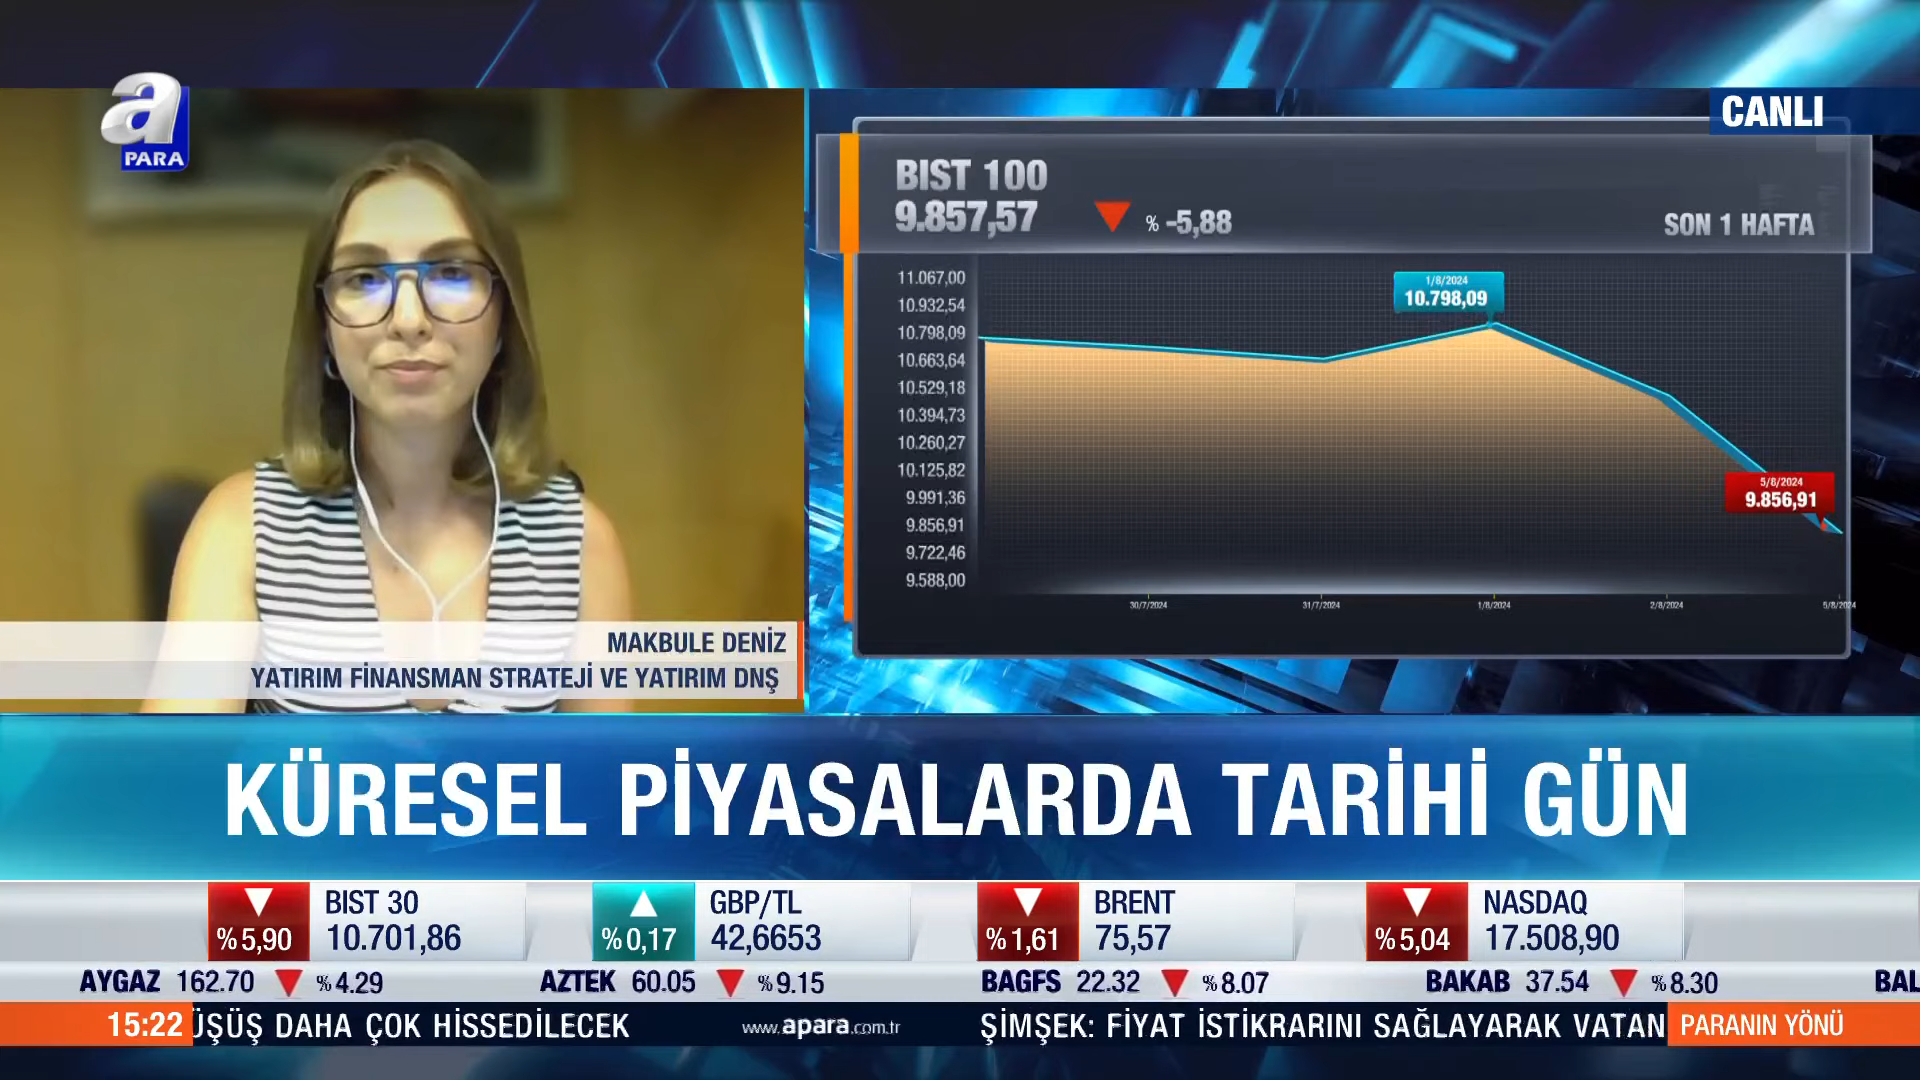 a
PARA
CANLI
BIST 100
9.857,57 % -5,88
SON 1 HAFTA
11.067,00
10.932,54
10.798,09
10.663,64
10.529,18
10.394,73
10.260,27
10.125,82
9.991,36
9.856,91
9.722,46
9.588,00
1/8/2024
10.798,09
5/8/2024
9.856,91
30/7/2024 31/7/2024 1/8/2024 2/8/2024 5/8/2024
MAKBULE DENİZ
YATIRIM FİNANSMAN STRATEJİ VE YATIRIM DNŞ
KÜRESEL PİYASALARDA TARİHİ GÜN
%5,90 BIST 30 10.701,86
%0,17 GBP/TL 42,6653
%1,61 BRENT 75,57
%5,04 NASDAQ 17.508,90
AYGAZ 162.70 %4.29 AZTEK 60.05 %9.15 BAGFS 22.32 %8.07 BAKAB 37.54 %8.30 BAL
15:22 ÜŞÜŞ DAHA ÇOK HİSSEDİLECEK www.apara.com.tr ŞİMŞEK: FİYAT İSTİKRARINI SAĞLAYARAK VATAN PARANIN YÖNÜ